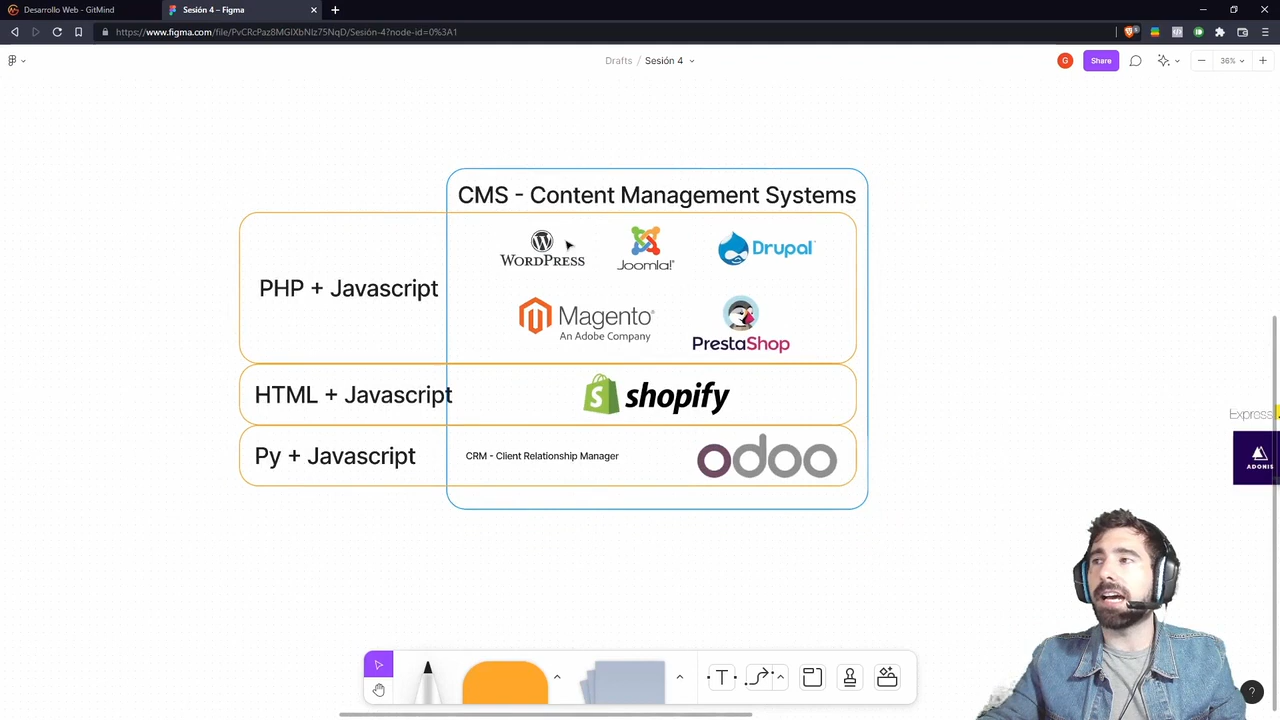 Desarrollo Web - GitMind
Sesión 4 – Figma
https://www.figma.com/file/PvCRcPaz8MGIXbNIz75NqD/Sesión-4?node-id=0%3A1
Drafts / Sesión 4
G
Share
36%
CMS - Content Management Systems
WORDPRESS
Joomla!
Drupal
PHP + Javascript
Magento
An Adobe Company
PRESTASHOP
HTML + Javascript
shopify
Express
Py + Javascript
CRM - Client Relationship Manager
odoo
ADONIS
T
?